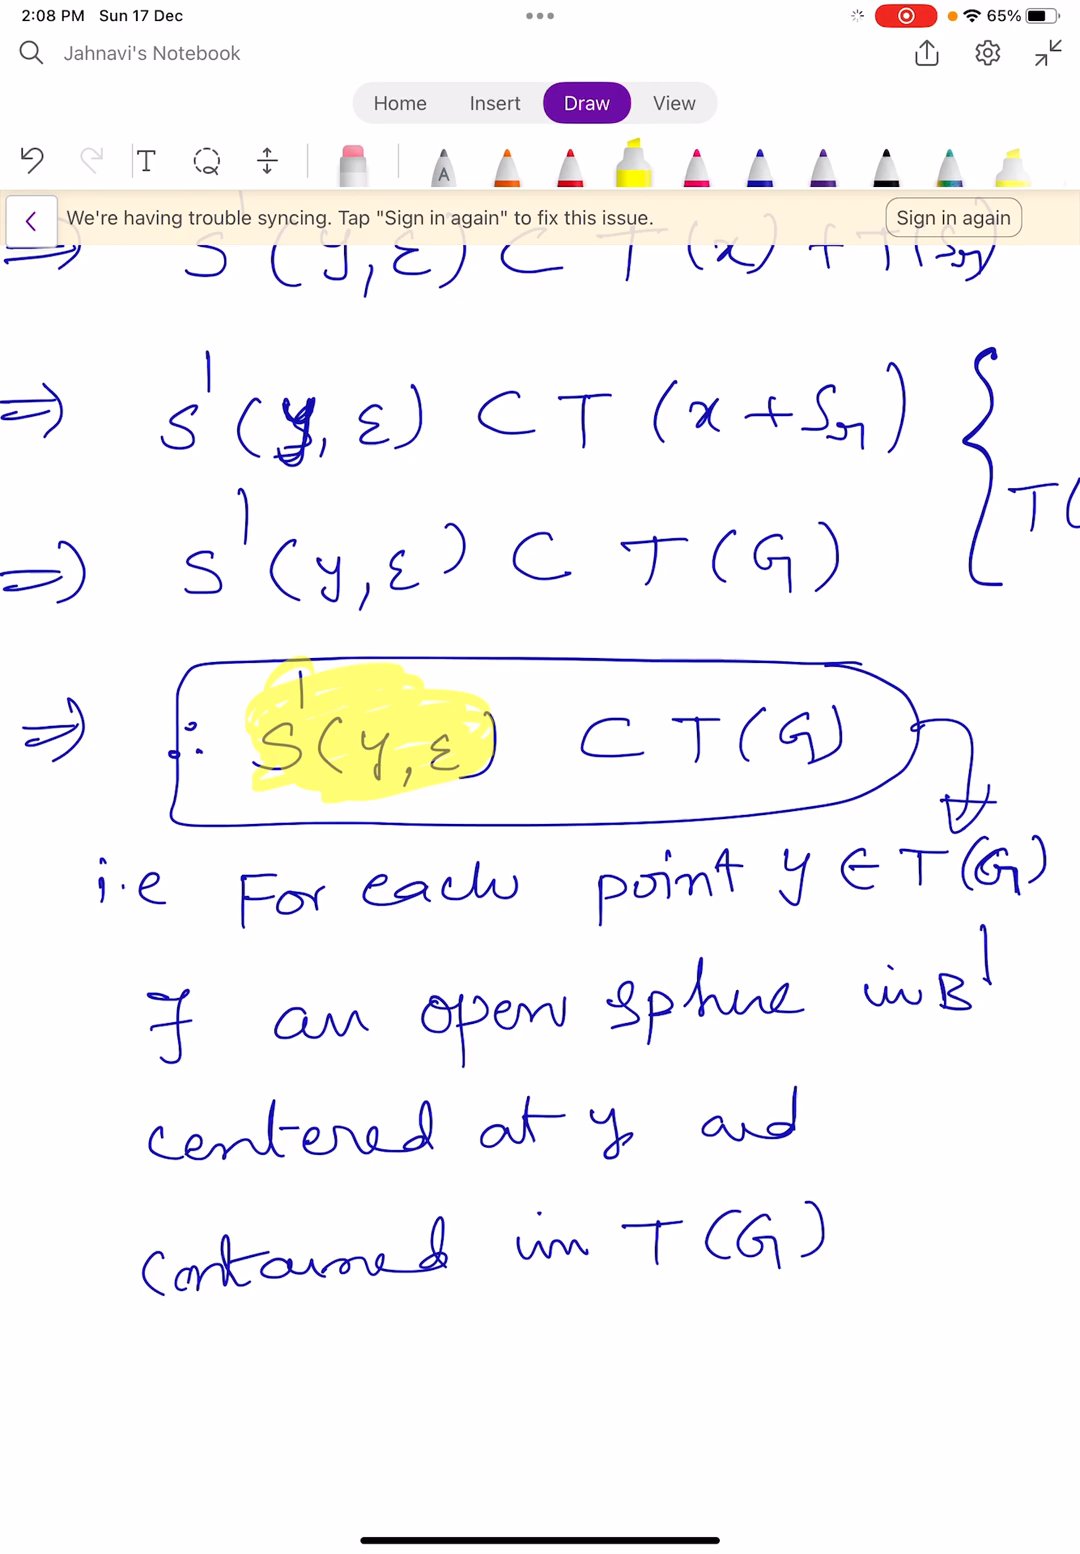 2:08 PM Sun 17 Dec
65%
Jahnavi's Notebook
Home Insert Draw View
T
A
We're having trouble syncing. Tap "Sign in again" to fix this issue. Sign in again
⇒ S'(y, ε) ⊂ T(x) + T(Sr)
⇒ S'(y, ε) ⊂ T(x + Sr) {
T(
⇒ S'(y, ε) ⊂ T(G)
⇒ ∴ S'(y, ε) ⊂ T(G)
i.e For each point y ∈ T(G)
∃ an open sphere in B'
centered at y and
contained in T(G)